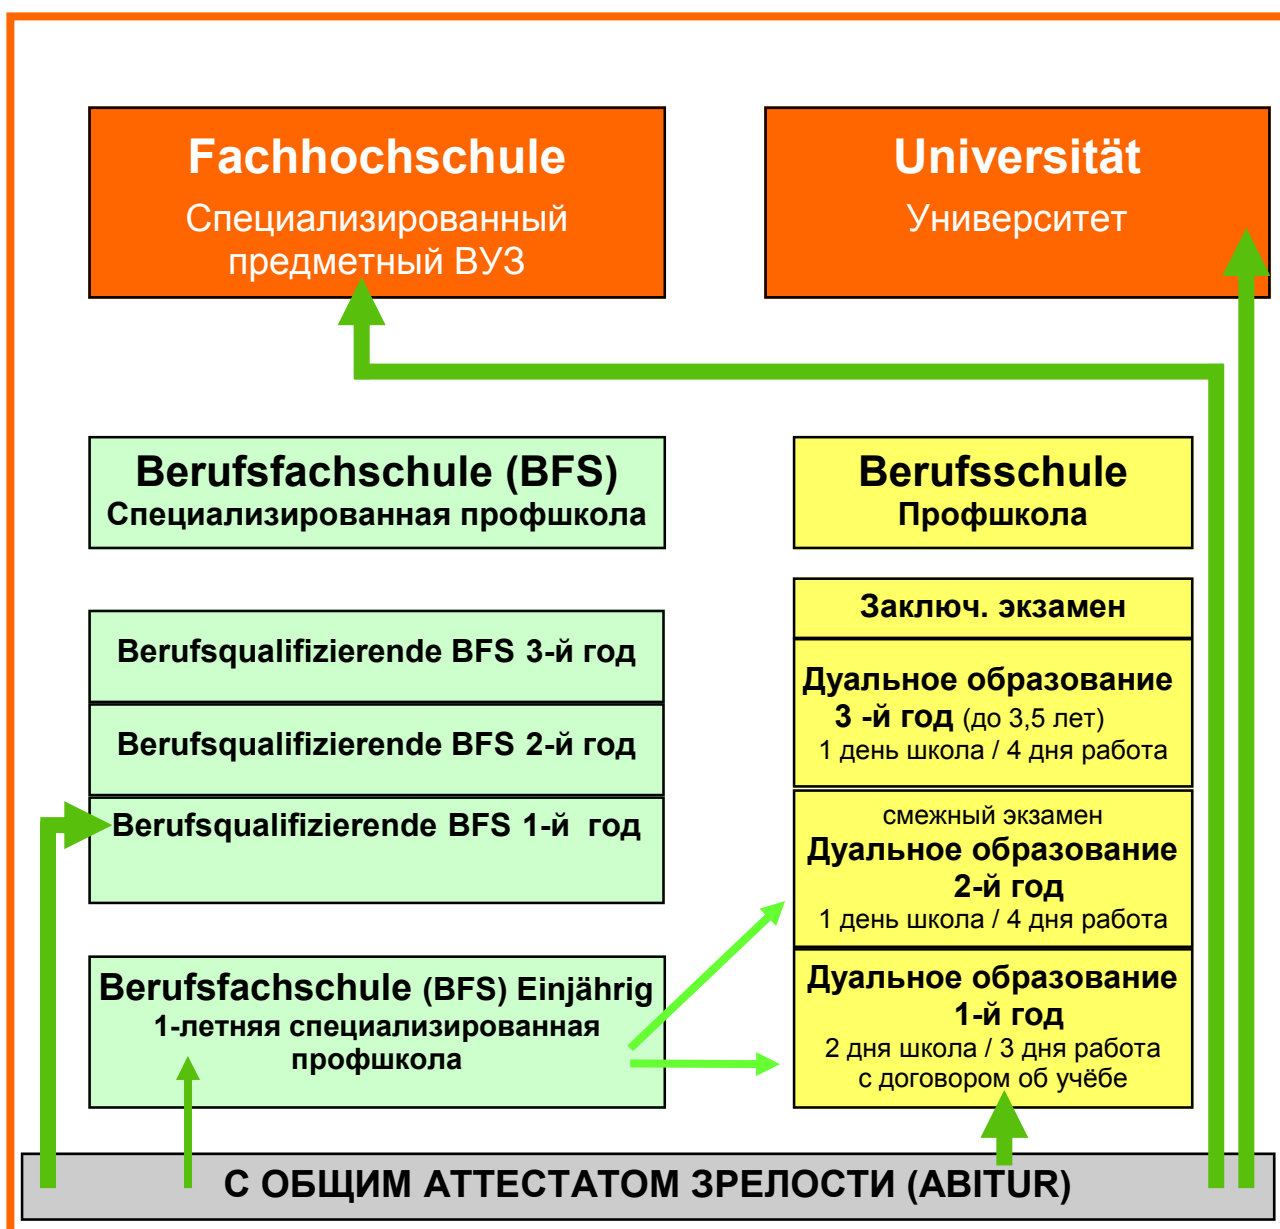 Fachhochschule
Специализированный
предметный ВУЗ
Universität
Университет
Berufsfachschule (BFS)
Специализированная профшкола
Berufsschule
Профшкола
Berufsqualifizierende BFS 3-й год
Berufsqualifizierende BFS 2-й год
Berufsqualifizierende BFS 1-й год
Berufsfachschule (BFS) Einjährig
1-летняя специализированная
профшкола
Заключ. экзамен
Дуальное образование
3 -й год (до 3,5 лет)
1 день школа / 4 дня работа
смежный экзамен
Дуальное образование
2-й год
1 день школа / 4 дня работа
Дуальное образование
1-й год
2 дня школа / 3 дня работа
с договором об учёбе
С ОБЩИМ АТТЕСТАТОМ ЗРЕЛОСТИ (ABITUR)